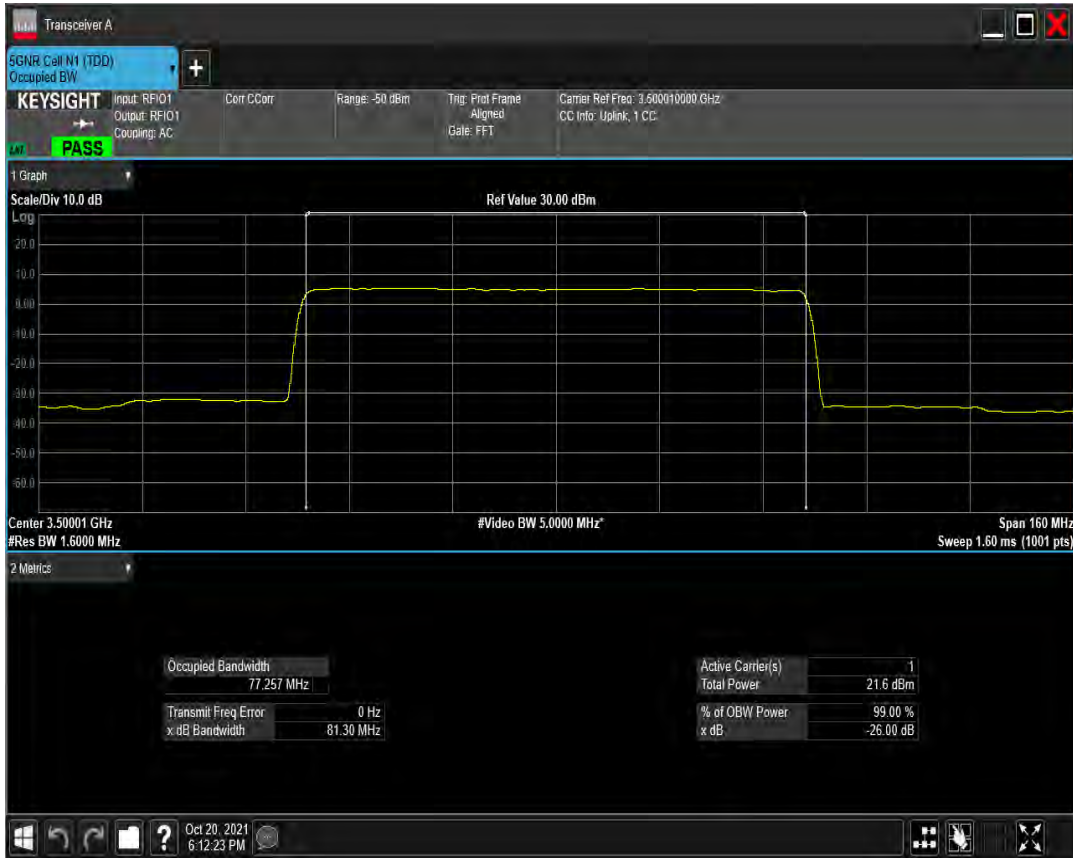 Transceiver A
5GNR Cell N1 (TDD)
Occupied BW
KEYSIGHT
PASS
Input: RFIO1
Output: RFIO1
Coupling: AC
Corr CCorr
Range: -50 dBm
Trig: Prot Frame
Aligned
Gate: FFT
Carrier Ref Freq: 3.500010000 GHz
CC Info: Uplink, 1 CC
1 Graph
Scale/Div 10.0 dB
Ref Value 30.00 dBm
Log
20.0
10.0
0.00
-10.0
-20.0
-30.0
-40.0
-50.0
-60.0
Center 3.50001 GHz
#Video BW 5.0000 MHz*
Span 160 MHz
#Res BW 1.6000 MHz
Sweep 1.60 ms (1001 pts)
2 Metrics
Occupied Bandwidth
77.257 MHz
Transmit Freq Error 0 Hz
x dB Bandwidth 81.30 MHz
Active Carrier(s) 1
Total Power 21.6 dBm
% of OBW Power 99.00 %
x dB -26.00 dB
Oct 20, 2021
6:12:23 PM